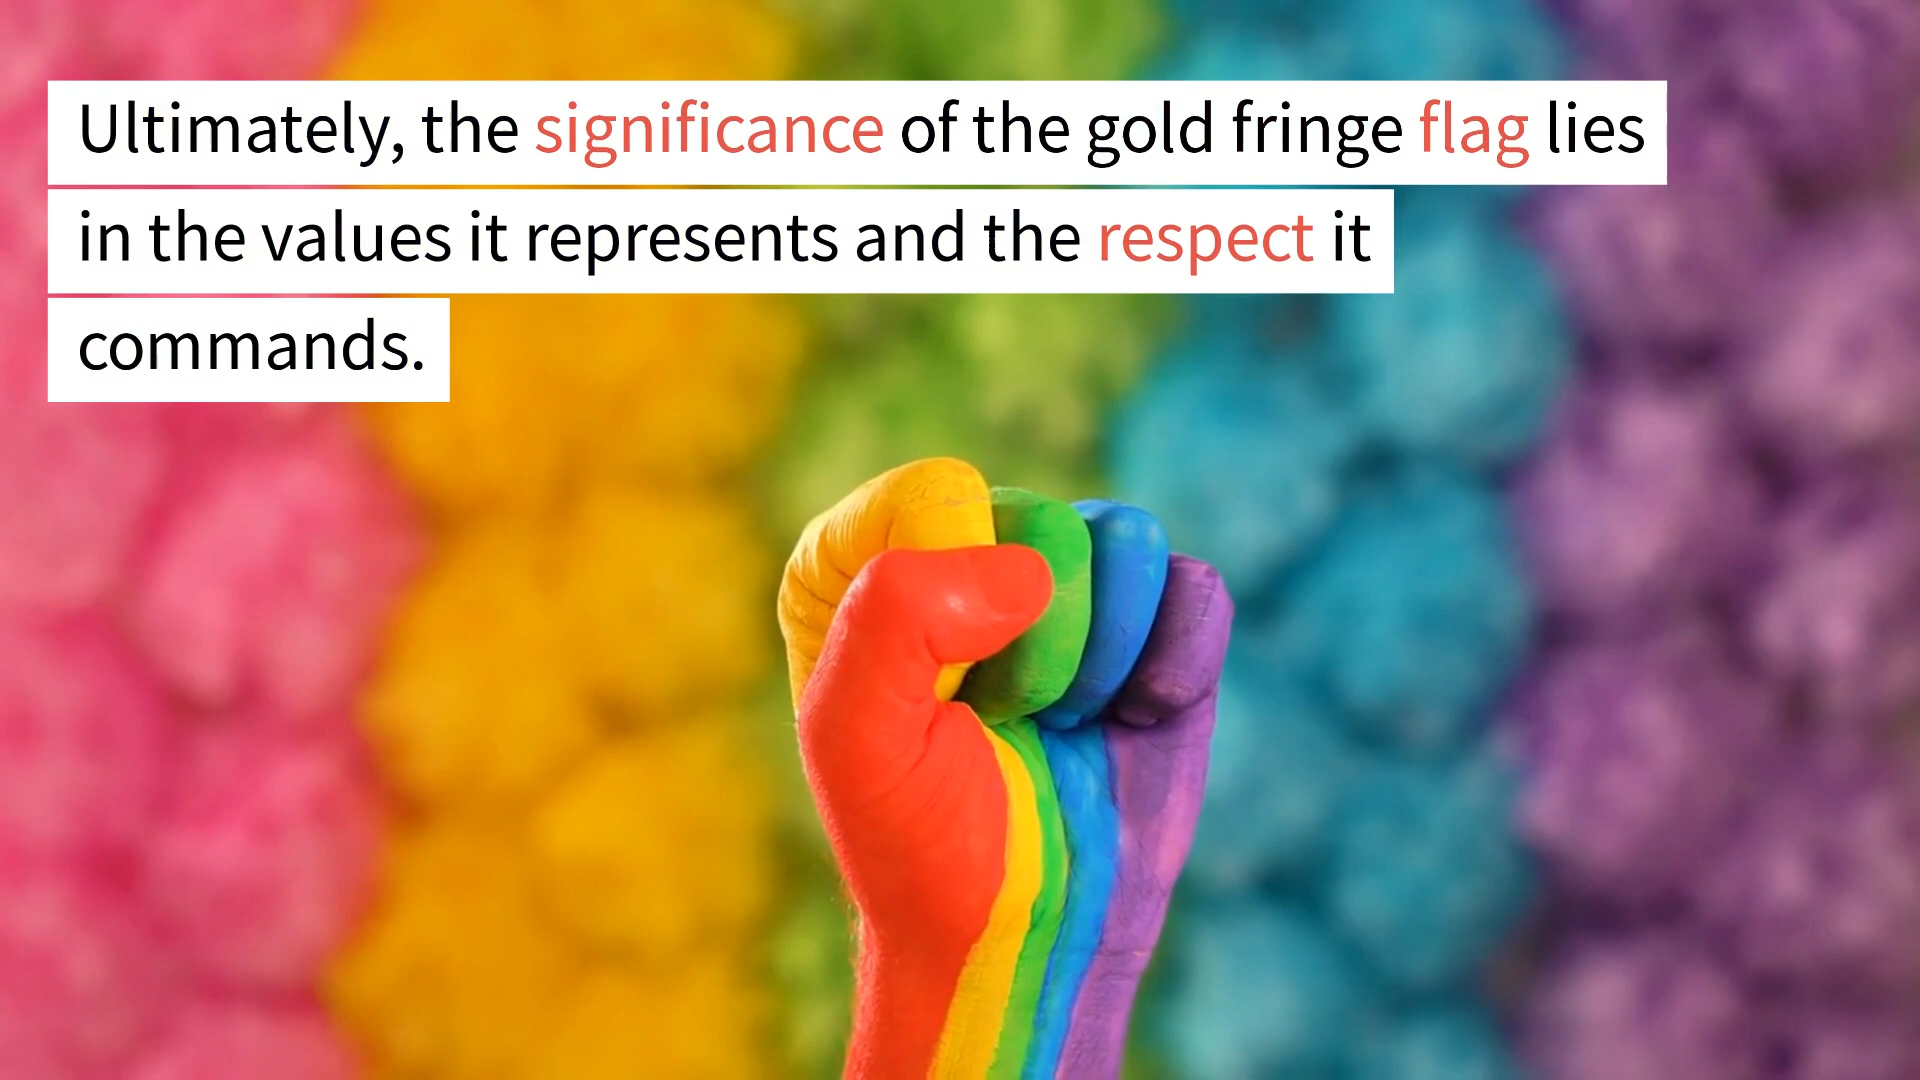 Ultimately, the significance of the gold fringe flag lies
in the values it represents and the respect it
commands.